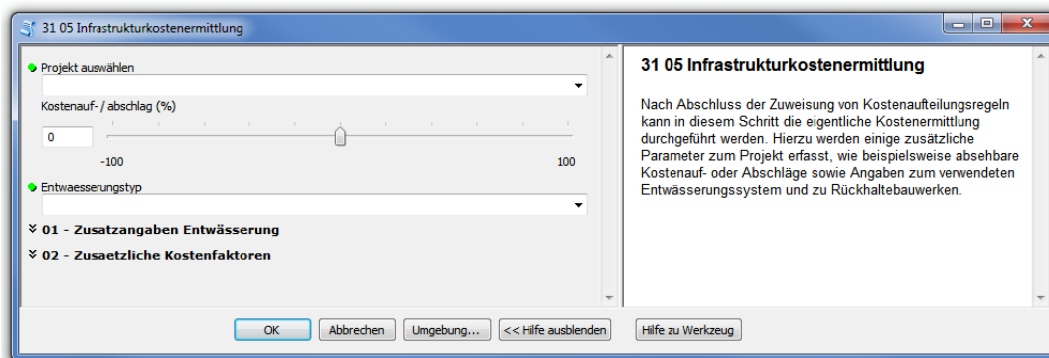 31 05 Infrastrukturkostenermittlung
Projekt auswählen
Kostenauf- / abschlag (%)
0
-100
100
Entwaesserungstyp
01 - Zusatzangaben Entwässerung
02 - Zusaetzliche Kostenfaktoren
31 05 Infrastrukturkostenermittlung
Nach Abschluss der Zuweisung von Kostenaufteilungsregeln
kann in diesem Schritt die eigentliche Kostenermittlung
durchgeführt werden. Hierzu werden einige zusätzliche
Parameter zum Projekt erfasst, wie beispielsweise absehbare
Kostenauf- oder Abschläge sowie Angaben zum verwendeten
Entwässerungssystem und zu Rückhaltebauwerken.
OK
Abbrechen
Umgebung...
<< Hilfe ausblenden
Hilfe zu Werkzeug